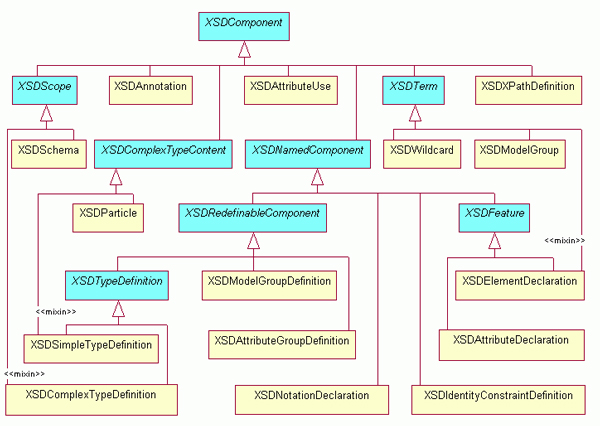 XSDComponent
XSDScope
XSDAnnotation
XSDAttributeUse
XSDTerm
XSDXPathDefinition
XSDSchema
XSDComplexTypeContent
XSDNamedComponent
XSDWildcard
XSDModelGroup
XSDParticle
XSDRedefinableComponent
XSDFeature
<<mixin>>
XSDTypeDefinition
XSDModelGroupDefinition
XSDElementDeclaration
<<mixin>>
XSDSimpleTypeDefinition
XSDAttributeGroupDefinition
XSDAttributeDeclaration
<<mixin>>
XSDComplexTypeDefinition
XSDNotationDeclaration
XSDIdentityConstraintDefinition